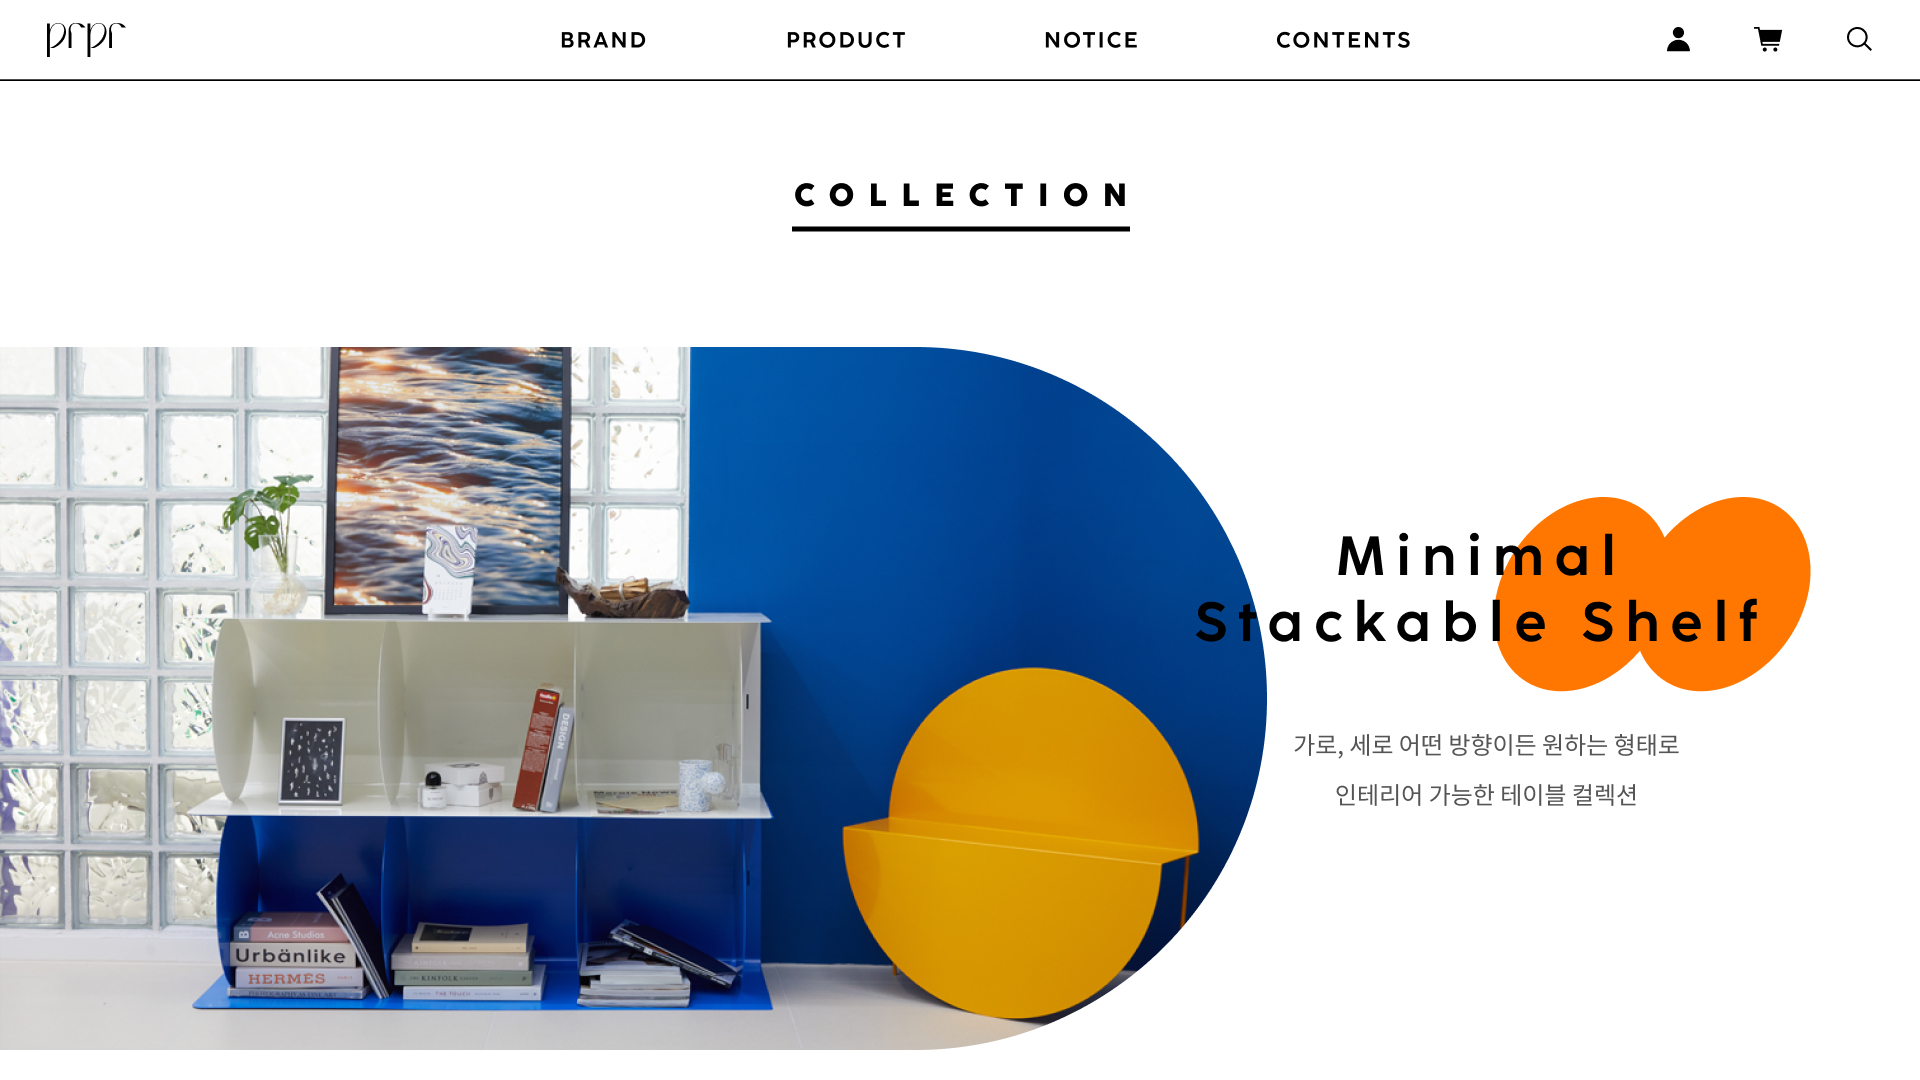 prpr
BRAND
PRODUCT
NOTICE
CONTENTS
COLLECTION
Minimal
Stackable Shelf
가로, 세로 어떤 방향이든 원하는 형태로
인테리어 가능한 테이블 컬렉션
DESIGN
Acne Studios
Urbänlike
HERMÈS
KINFOLK
THE TOUCH